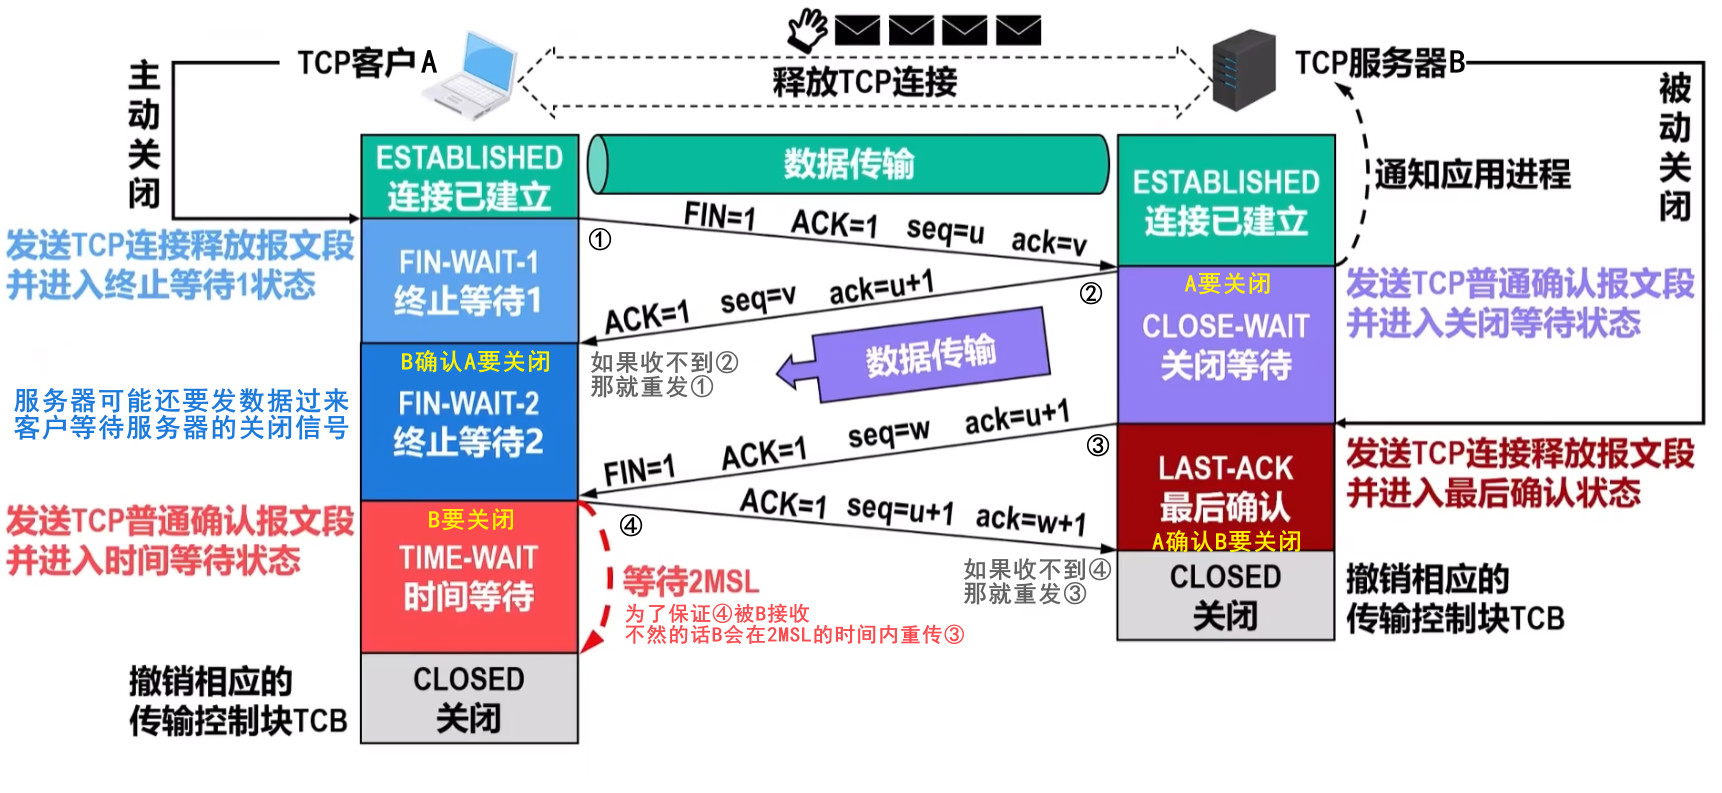 TCP客户A
释放TCP连接
TCP服务器B
主动关闭
被动关闭
ESTABLISHED
连接已建立
数据传输
ESTABLISHED
连接已建立
通知应用进程
FIN=1 ACK=1 seq=u ack=v
①
发送TCP连接释放报文段
并进入终止等待1状态
FIN-WAIT-1
终止等待1
ACK=1 seq=v ack=u+1
②
A要关闭
CLOSE-WAIT
关闭等待
发送TCP普通确认报文段
并进入关闭等待状态
如果收不到②
那就重发①
数据传输
B确认A要关闭
FIN-WAIT-2
终止等待2
服务器可能还要发数据过来
客户等待服务器的关闭信号
FIN=1 ACK=1 seq=w ack=u+1
③
LAST-ACK
最后确认
A确认B要关闭
发送TCP连接释放报文段
并进入最后确认状态
ACK=1 seq=u+1 ack=w+1
④
发送TCP普通确认报文段
并进入时间等待状态
B要关闭
TIME-WAIT
时间等待
等待2MSL
为了保证④被B接收
不然的话B会在2MSL的时间内重传③
如果收不到④
那就重发③
CLOSED
关闭
撤销相应的
传输控制块TCB
撤销相应的
传输控制块TCB
CLOSED
关闭